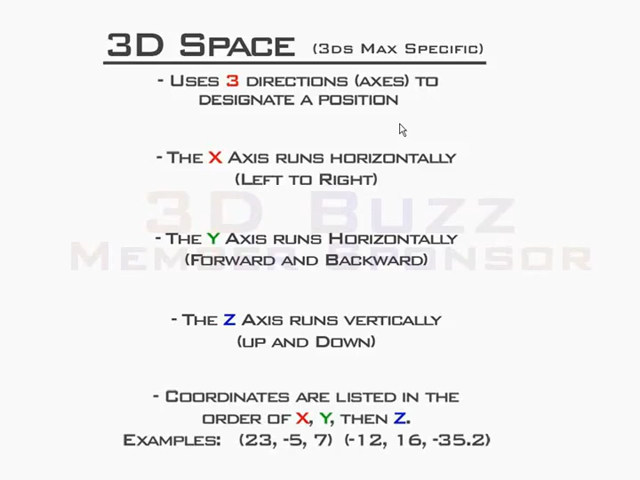 3D Space (3ds Max Specific)
- Uses 3 directions (axes) to
designate a position
- The X Axis runs horizontally
(Left to Right)
3D Buzz
- The Y Axis runs Horizontally
Member Sponsor
(Forward and Backward)
- The Z Axis runs vertically
(up and Down)
- Coordinates are listed in the
order of X, Y, then Z.
Examples: (23, -5, 7) (-12, 16, -35.2)